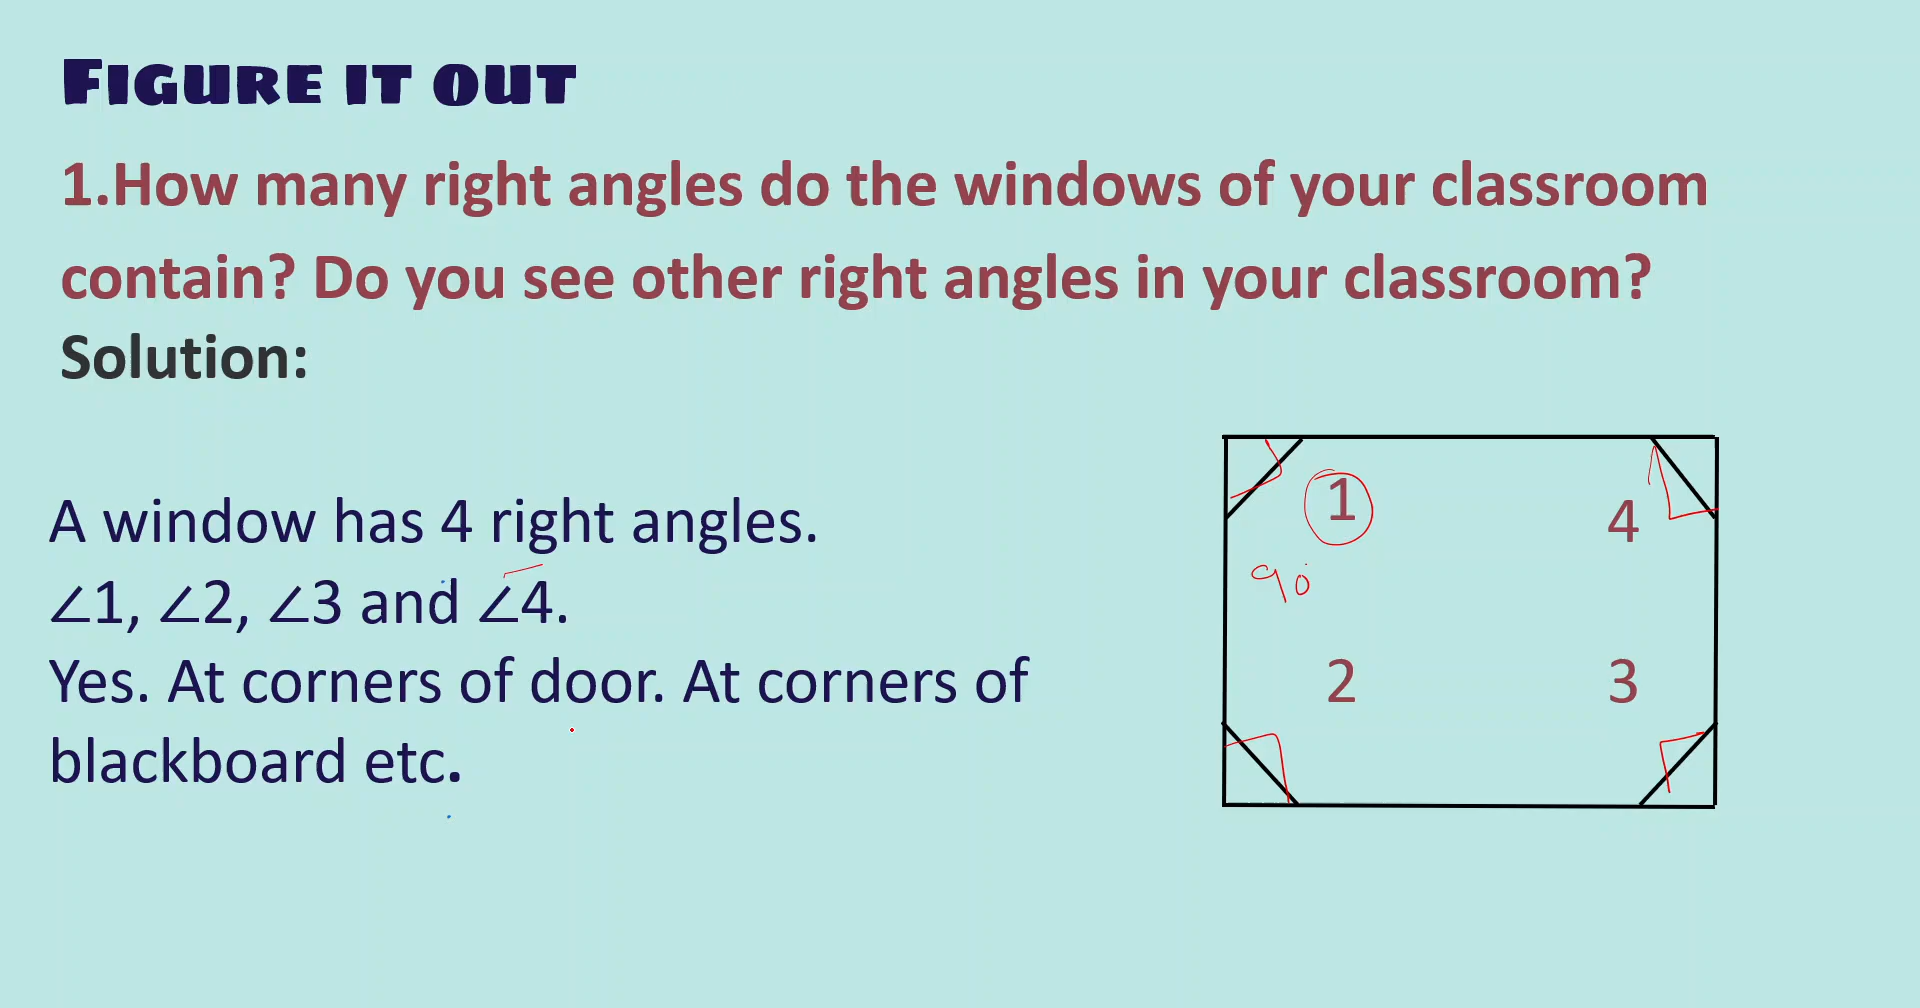 FIGURE IT OUT
1.How many right angles do the windows of your classroom
contain? Do you see other right angles in your classroom?
Solution:
A window has 4 right angles.
∠1, ∠2, ∠3 and ∠4.
Yes. At corners of door. At corners of
blackboard etc.
1
4
90°
2
3